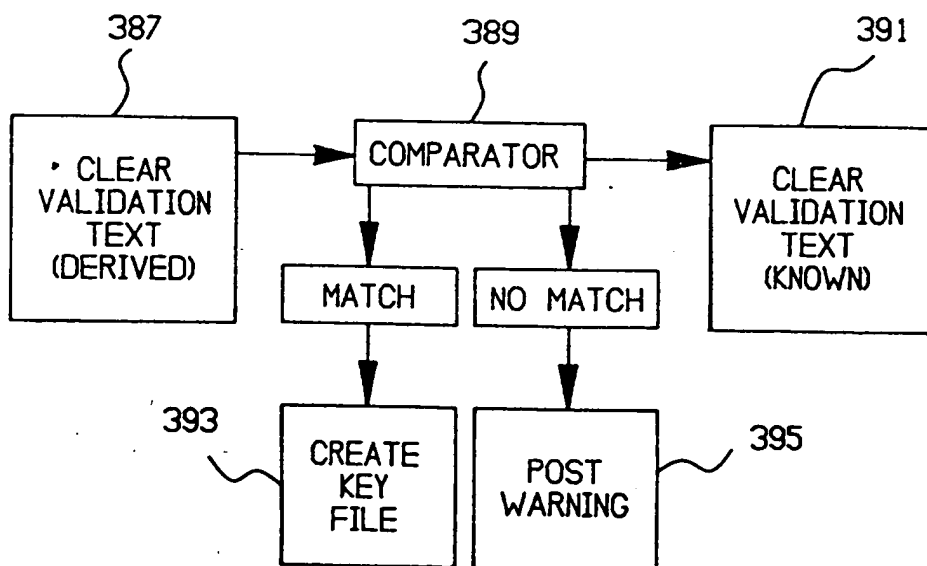 387
389
391
CLEAR
VALIDATION
TEXT
(DERIVED)
COMPARATOR
CLEAR
VALIDATION
TEXT
(KNOWN)
MATCH
NO MATCH
393
CREATE
KEY
FILE
POST
WARNING
395